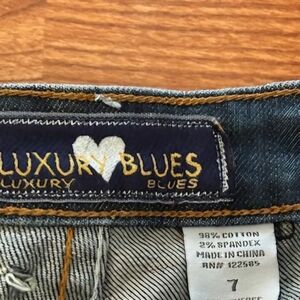 LUXURY BLUES
LUXURY BLUES
98% COTTON
2% SPANDEX
MADE IN CHINA
RN# 122585
7